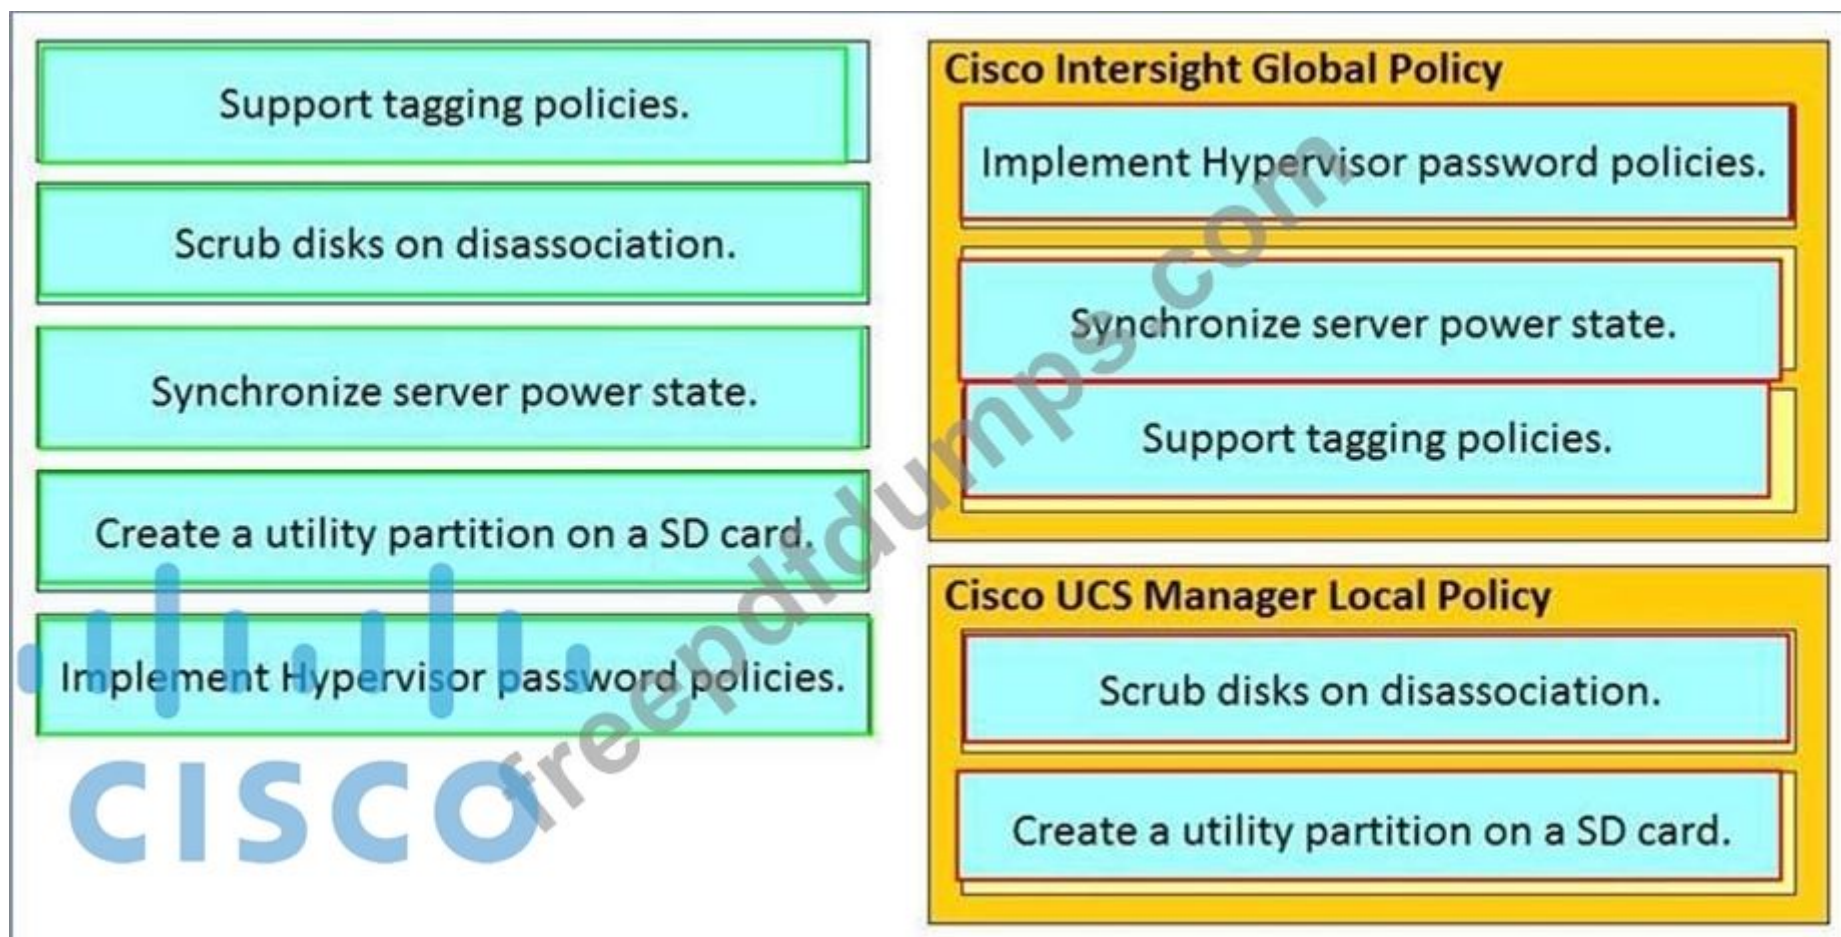 Support tagging policies.
Scrub disks on disassociation.
Synchronize server power state.
Create a utility partition on a SD card.
Implement Hypervisor password policies.
CISCO
Cisco Intersight Global Policy
Implement Hypervisor password policies.
Synchronize server power state.
Support tagging policies.
Cisco UCS Manager Local Policy
Scrub disks on disassociation.
Create a utility partition on a SD card.
freepdfdumps.com